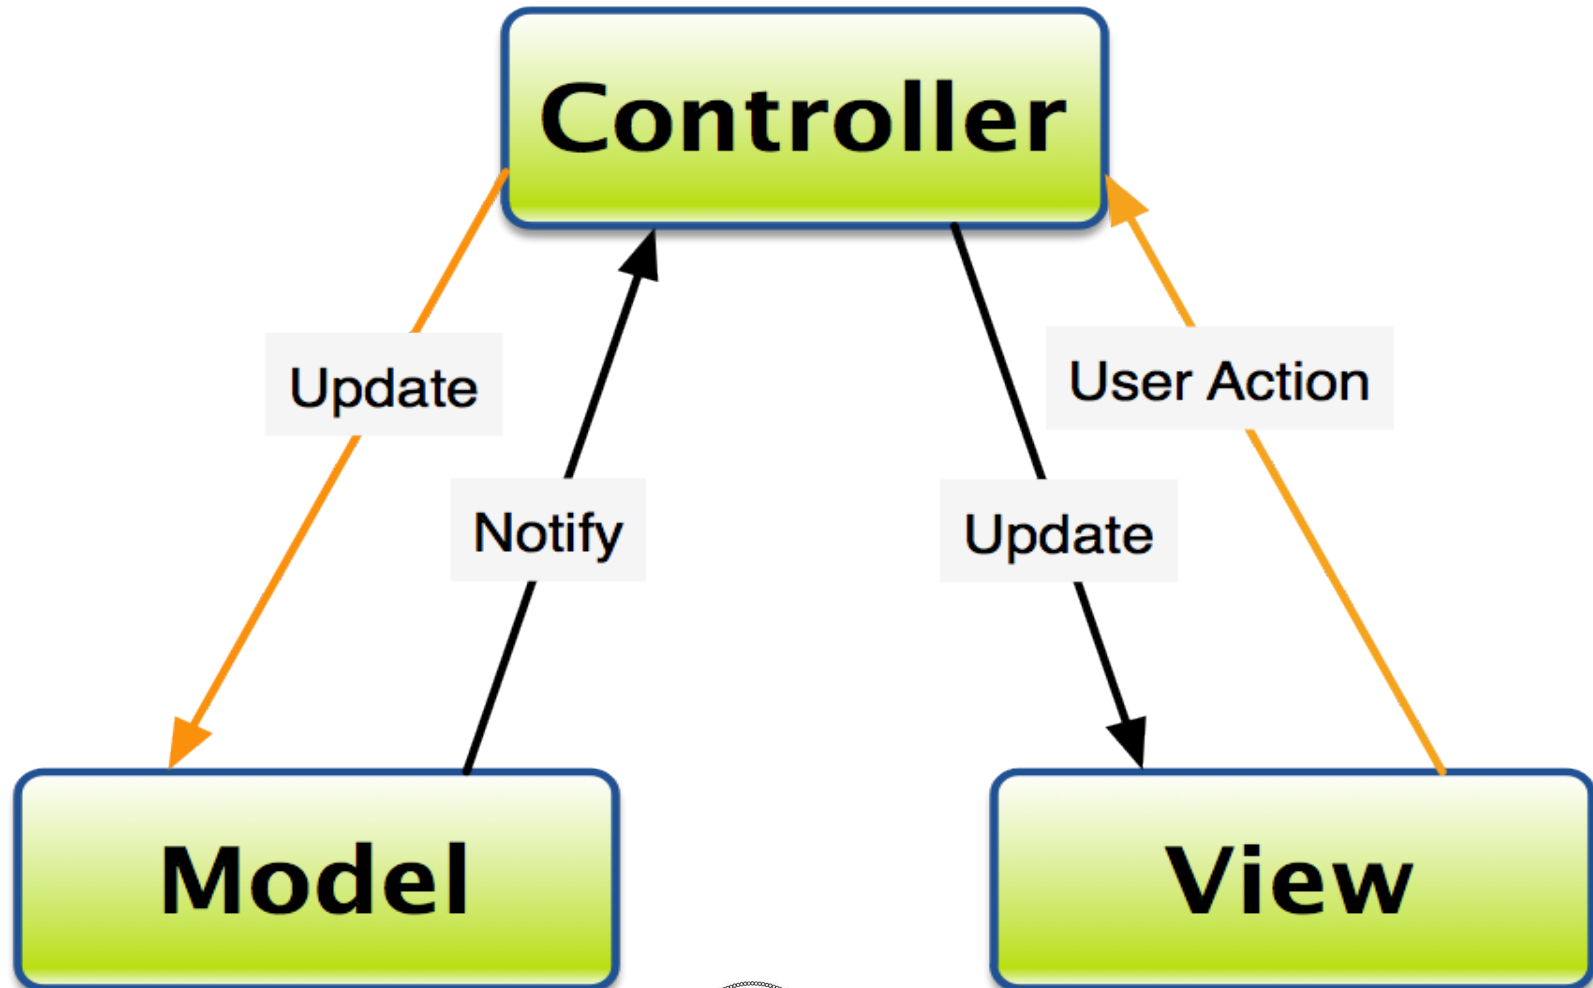 Controller
Update
User Action
Notify
Update
Model
View